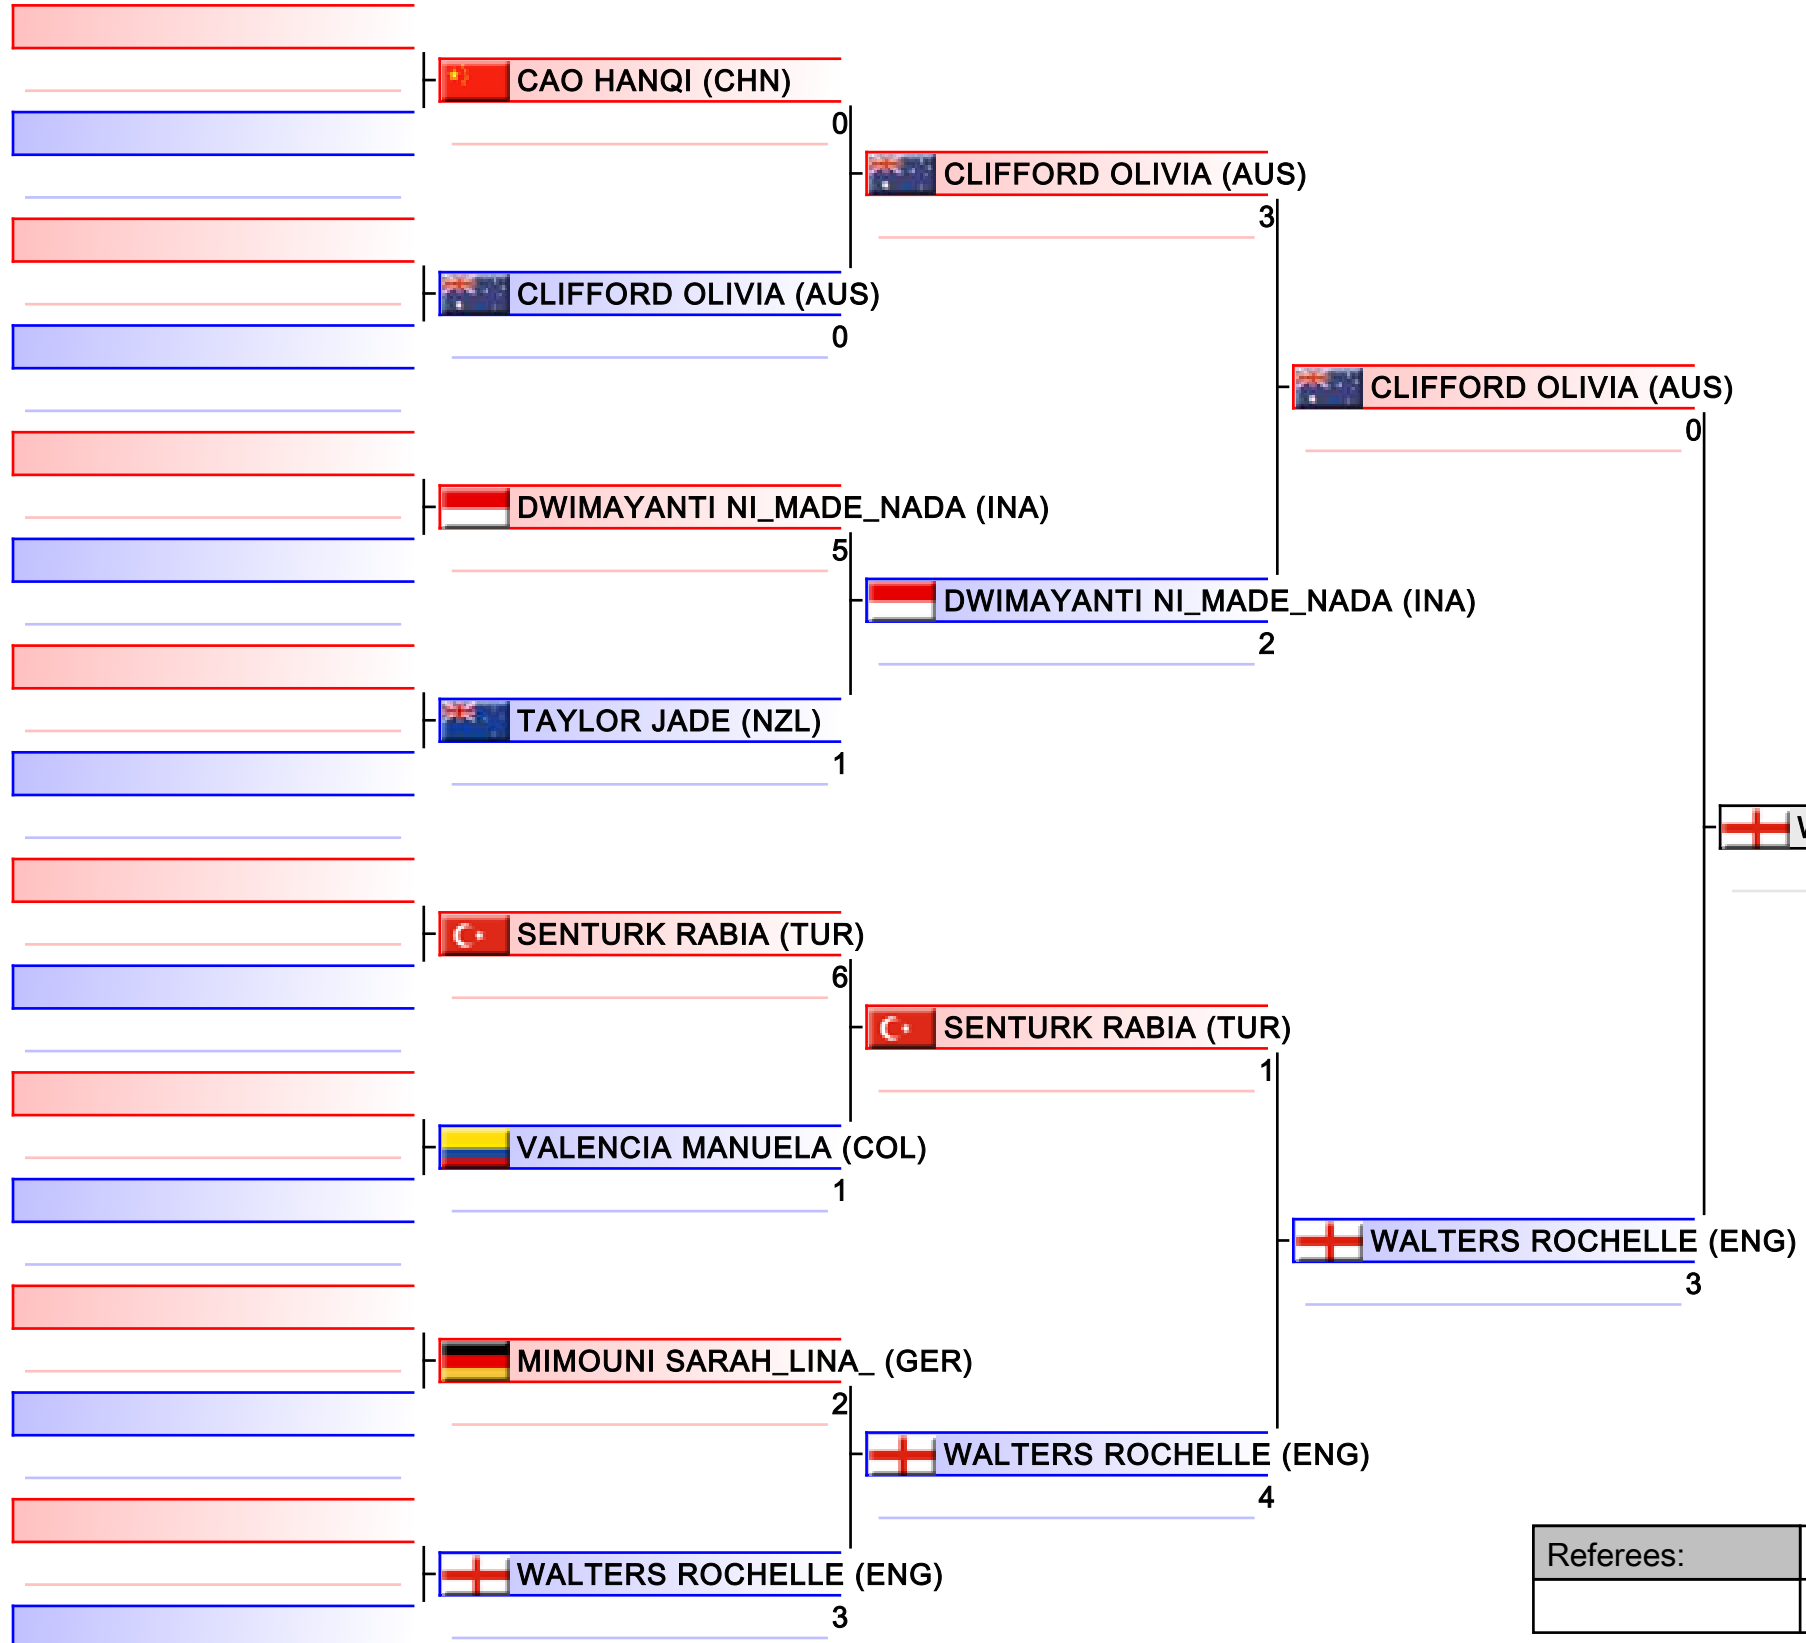 CAO HANQI (CHN)
0
CLIFFORD OLIVIA (AUS)
3
CLIFFORD OLIVIA (AUS)
0
CLIFFORD OLIVIA (AUS)
0
DWIMAYANTI NI_MADE_NADA (INA)
5
DWIMAYANTI NI_MADE_NADA (INA)
2
TAYLOR JADE (NZL)
1
SENTURK RABIA (TUR)
6
SENTURK RABIA (TUR)
1
VALENCIA MANUELA (COL)
1
WALTERS ROCHELLE (ENG)
3
MIMOUNI SARAH_LINA_ (GER)
2
WALTERS ROCHELLE (ENG)
4
WALTERS ROCHELLE (ENG)
3
Referees: